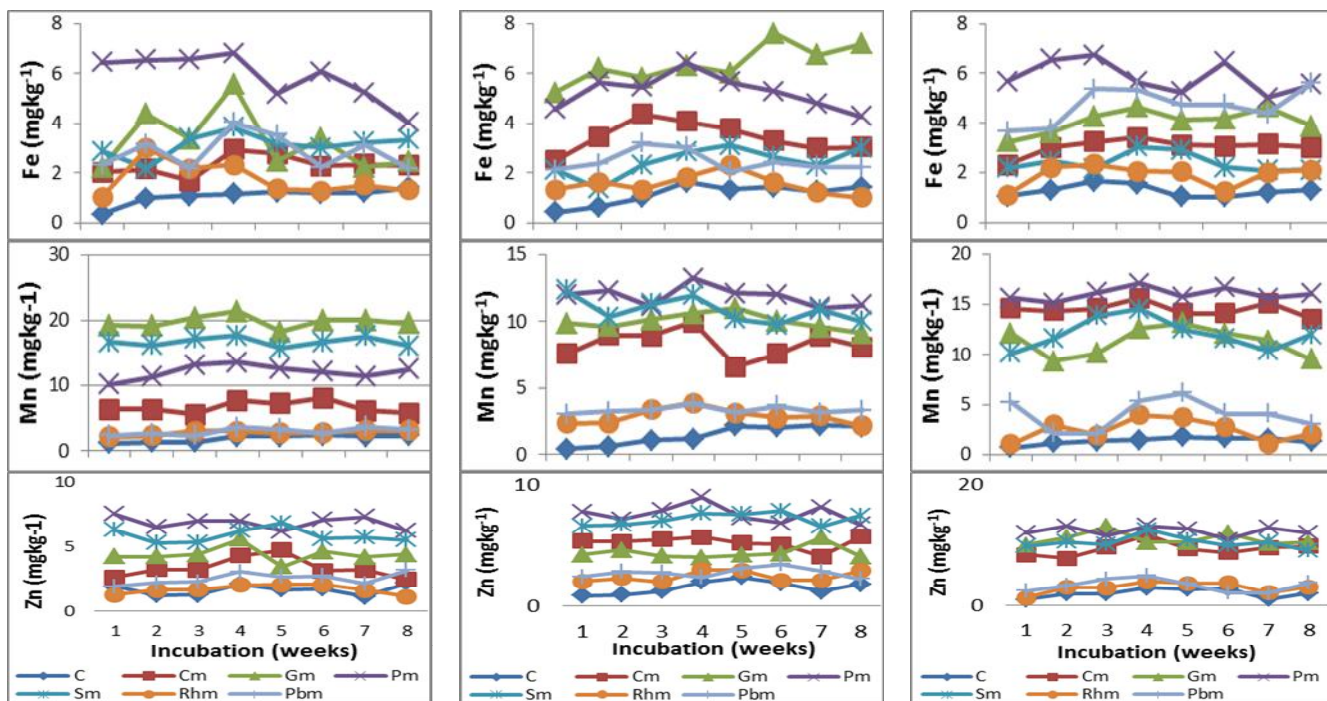 Fe (mgkg-1)
8
6
4
2
0
Fe (mgkg-1)
8
6
4
2
0
Fe (mgkg-1)
8
6
4
2
0
Mn (mgkg-1)
30
20
10
0
Mn (mgkg-1)
15
10
5
0
Mn (mgkg-1)
20
15
10
5
0
Zn (mgkg-1)
10
5
0
1 2 3 4 5 6 7 8
Incubation (weeks)
C Cm Gm Pm
Sm Rhm Pbm
Zn (mgkg-1)
10
0
1 2 3 4 5 6 7 8
Incubation (weeks)
C Cm Gm Pm
Sm Rhm Pbm
Zn (mgkg-1)
20
0
1 2 3 4 5 6 7 8
Incubation (weeks)
C Cm Gm Pm
Sm Rhm Pbm